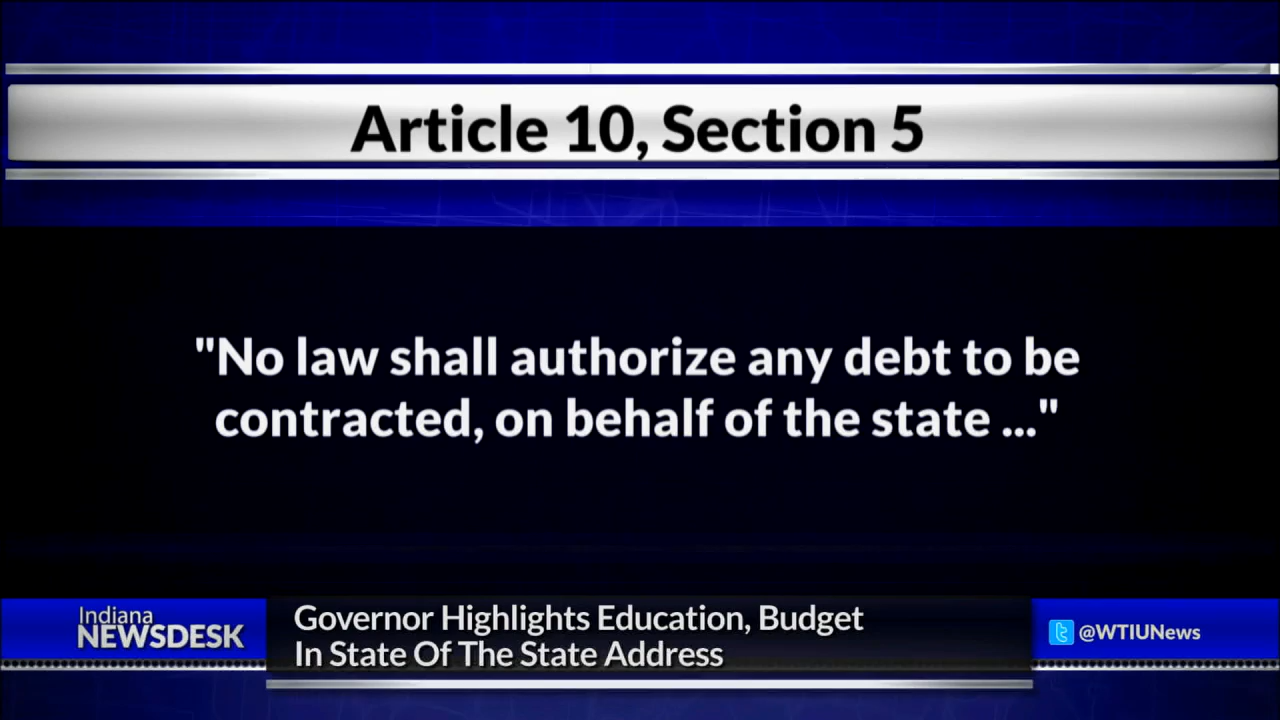 Article 10, Section 5
"No law shall authorize any debt to be
contracted, on behalf of the state ..."
Indiana
NEWSDESK
Governor Highlights Education, Budget
In State Of The State Address
@WTIUNews